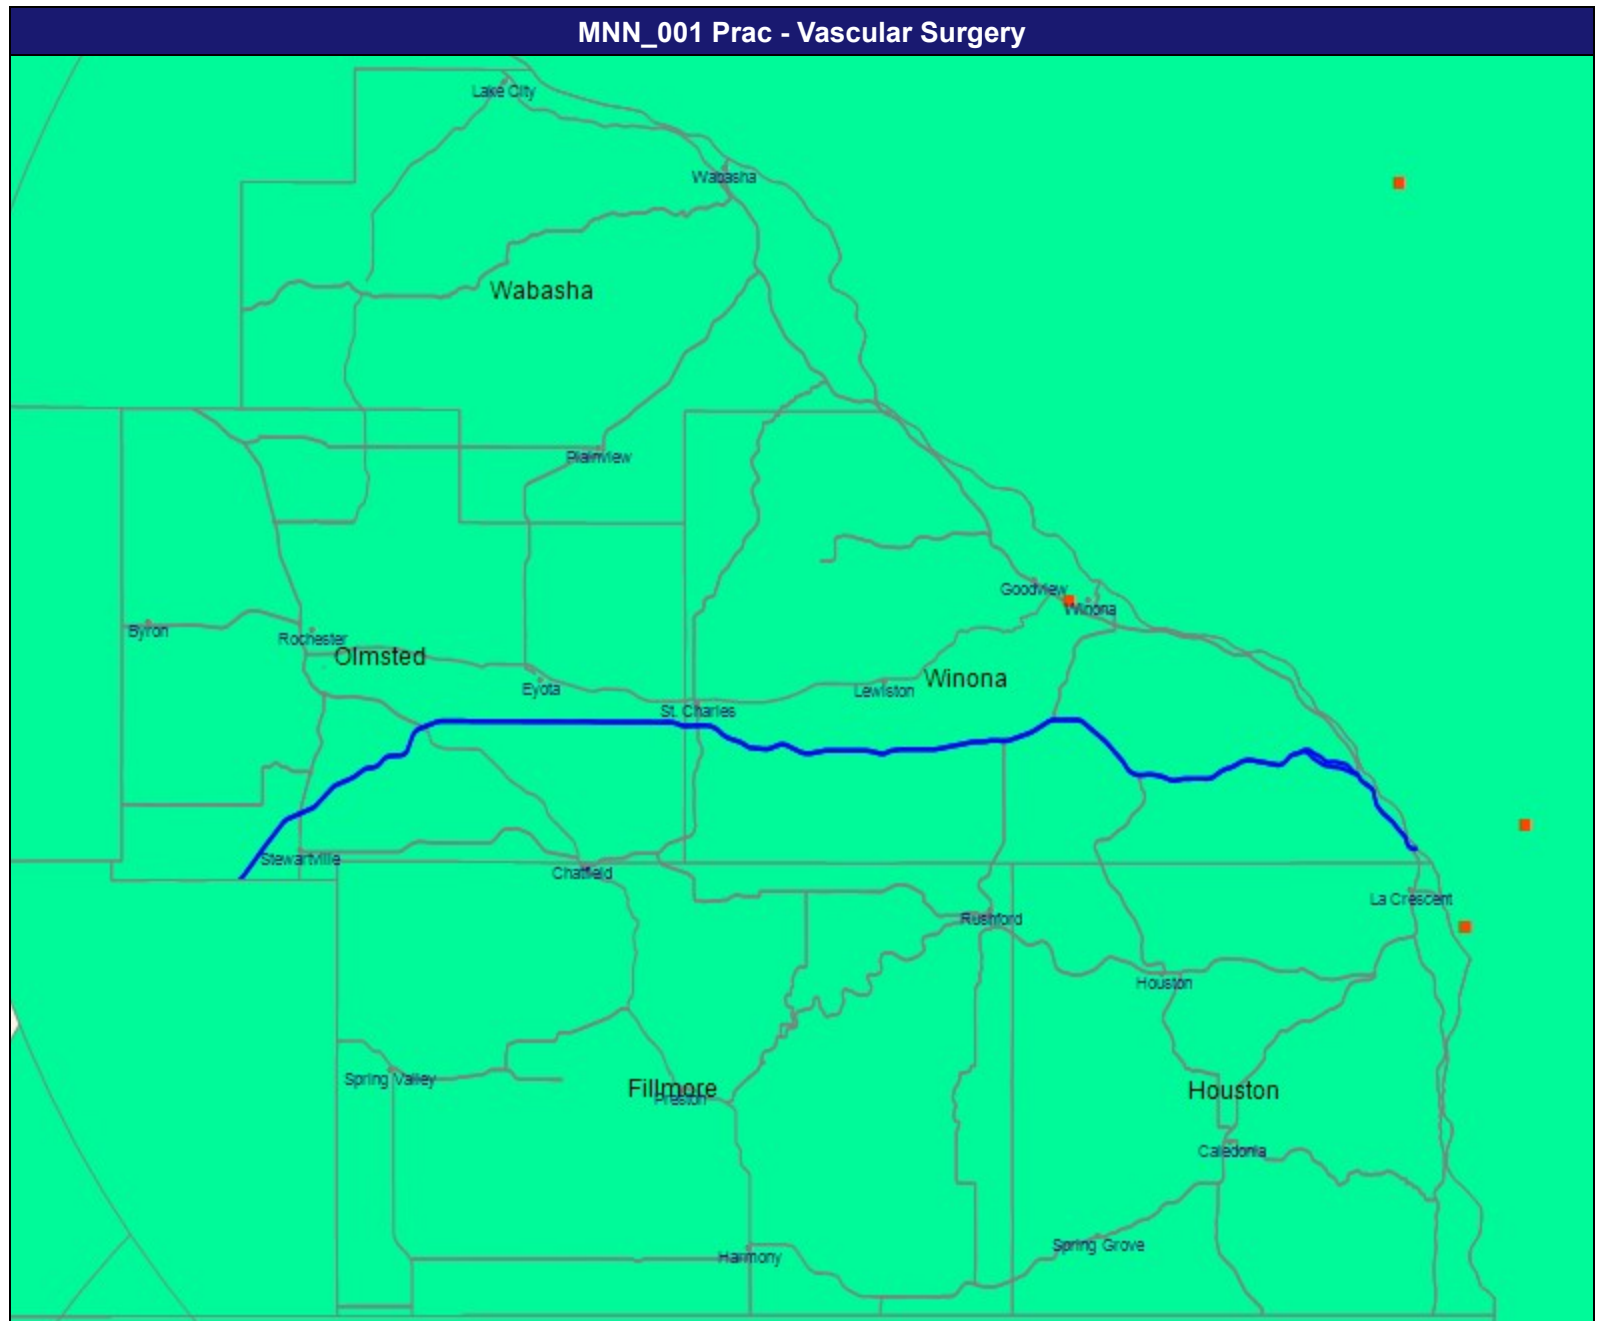 MNN_001 Prac - Vascular Surgery
Lake City
Wabasha
Wabasha
Plainview
Goodview
Winona
Byron
Rochester
Olmsted
Eyota
Lewiston
Winona
St. Charles
Stewartville
Chatfield
La Crescent
Rushford
Houston
Spring Valley
Fillmore
Preston
Houston
Caledonia
Spring Grove
Harmony